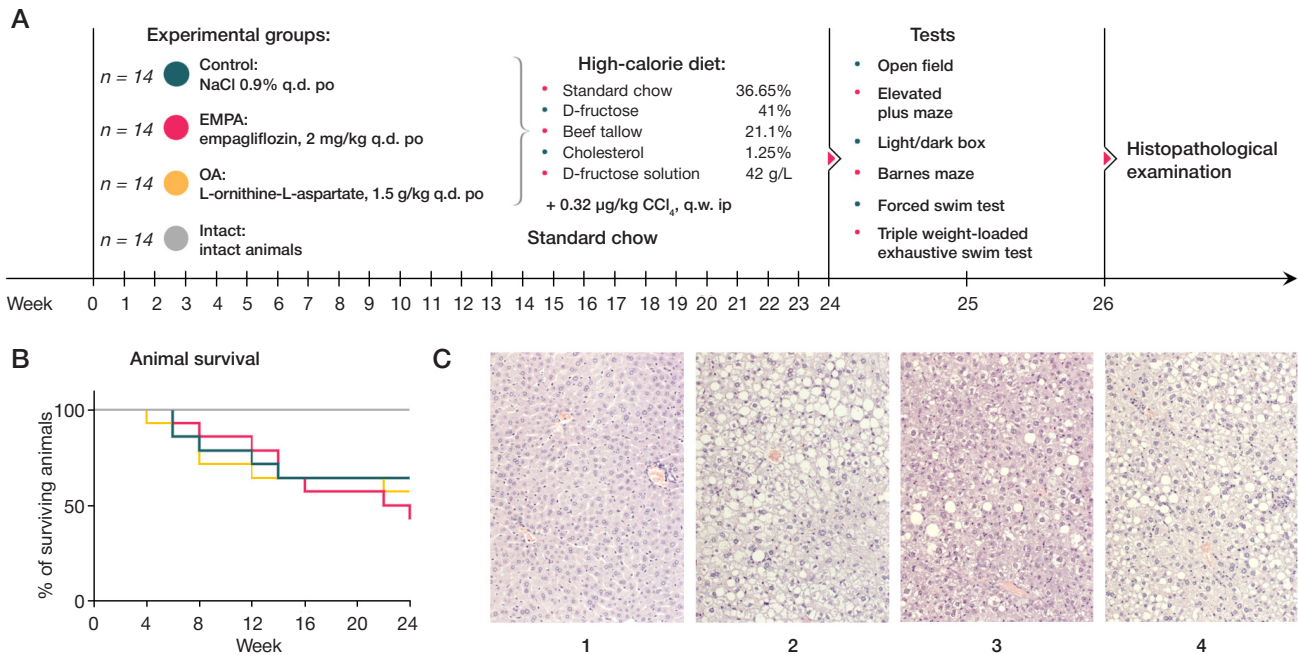 A
Experimental groups:
n = 14
Control:
NaCl 0.9% q.d. po
n = 14
EMPA:
empagliflozin, 2 mg/kg q.d. po
n = 14
OA:
L-ornithine-L-aspartate, 1.5 g/kg q.d. po
n = 14
Intact:
intact animals
High-calorie diet:
• Standard chow 36.65%
• D-fructose 41%
• Beef tallow 21.1%
• Cholesterol 1.25%
• D-fructose solution 42 g/L
+ 0.32 µg/kg CCl₄, q.w. ip
Standard chow
Tests
• Open field
• Elevated
plus maze
• Light/dark box
• Barnes maze
• Forced swim test
• Triple weight-loaded
exhaustive swim test
Histopathological
examination
Week 0 1 2 3 4 5 6 7 8 9 10 11 12 13 14 16 17 18 19 20 21 22 23 24 25 26
B
Animal survival
% of surviving animals
100
50
0
0 4 8 12 16 20 24
Week
C
1 2 3 4